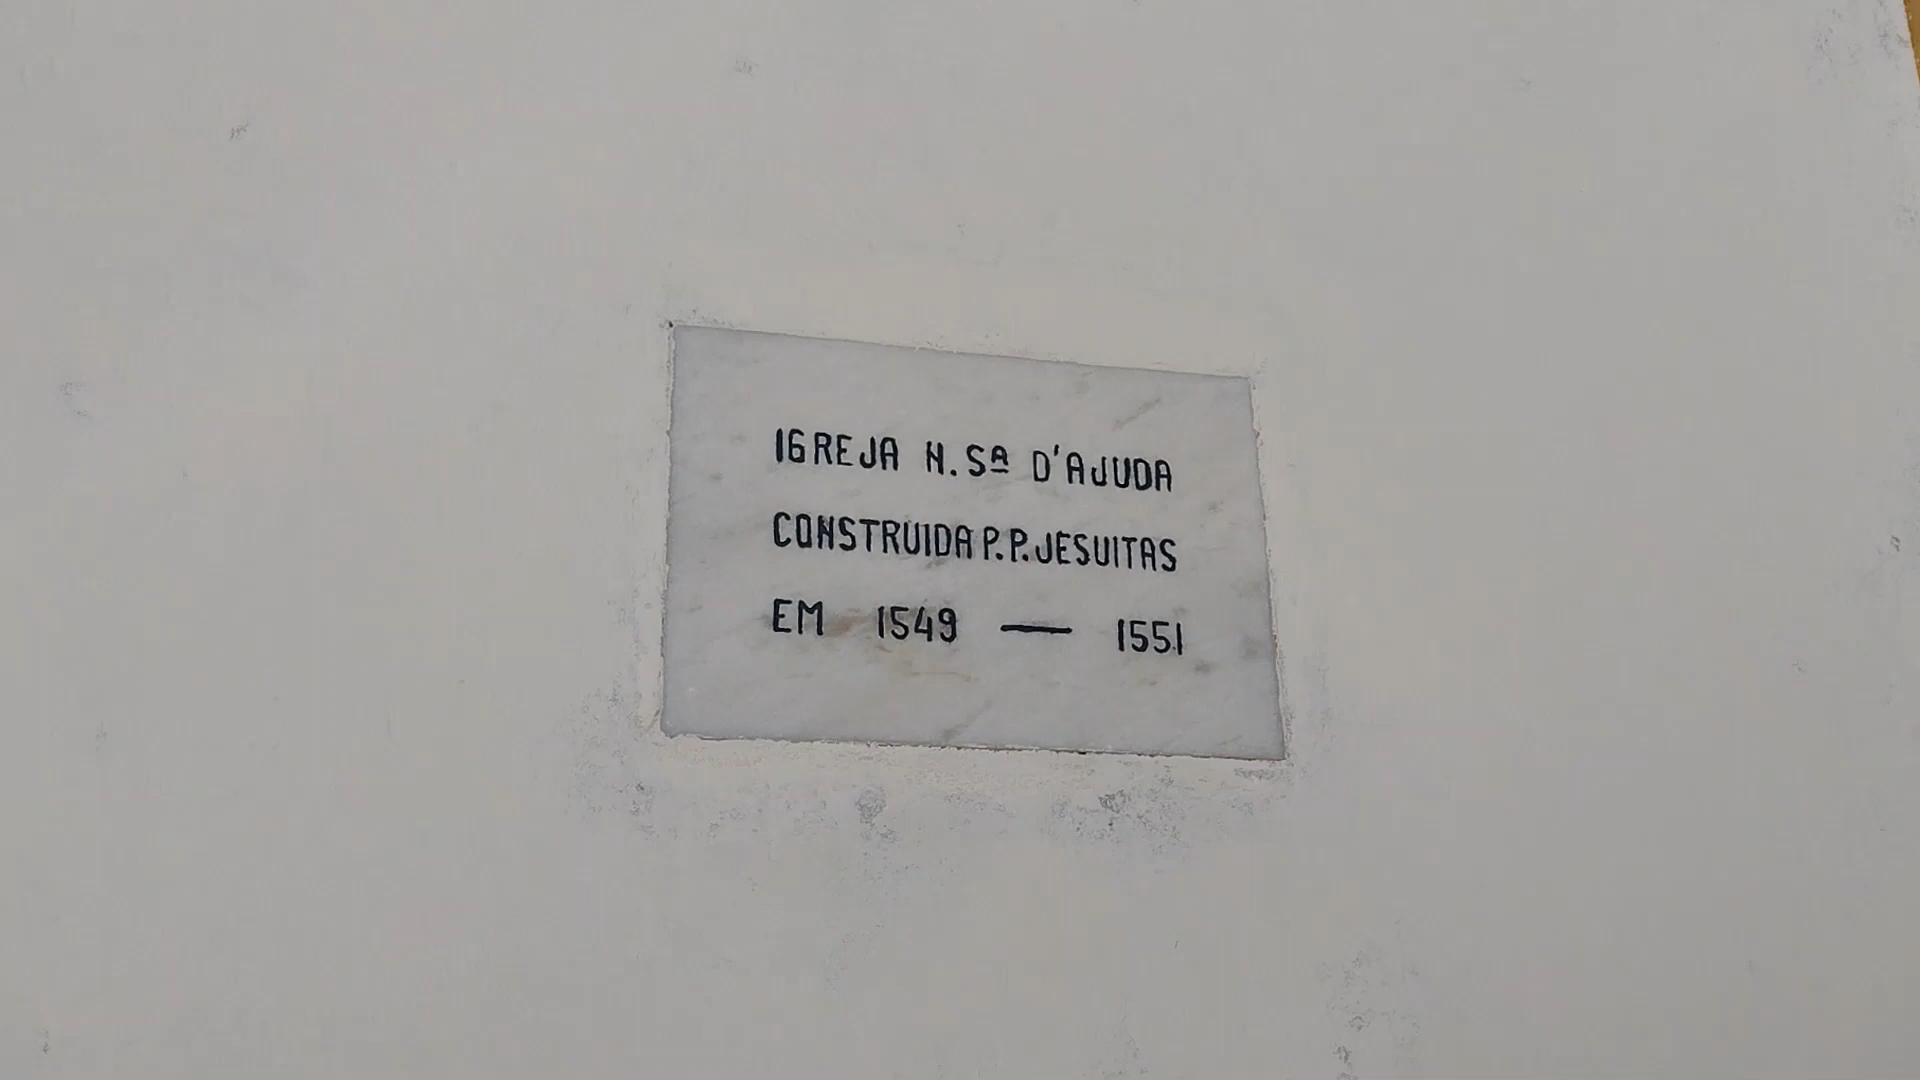 IGREJA N. Sª D'AJUDA
CONSTRUIDA P.P. JESUITAS
EM 1549 — 1551